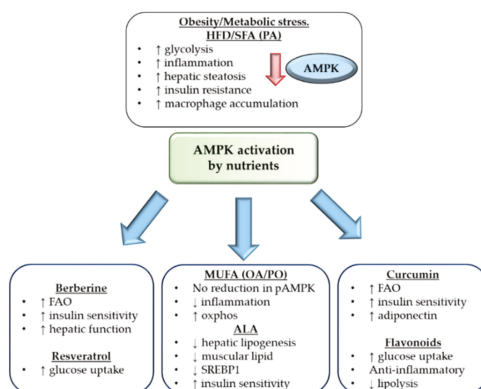 Obesity/Metabolic stress.
HFD/SFA (PA)
• ↑ glycolysis
• ↑ inflammation
• ↑ hepatic steatosis
• ↑ insulin resistance
• ↑ macrophage accumulation
AMPK
AMPK activation
by nutrients
Berberine
• ↑ FAO
• ↑ insulin sensitivity
• ↑ hepatic function
Resveratrol
• ↑ glucose uptake
MUFA (OA/PO)
• No reduction in pAMPK
• ↓ inflammation
• ↑ oxphos
ALA
• ↓ hepatic lipogenesis
• ↓ muscular lipid
• ↓ SREBP1
• ↑ insulin sensitivity
Curcumin
• ↑ FAO
• ↑ insulin sensitivity
• ↑ adiponectin
Flavonoids
• ↑ glucose uptake
• Anti-inflammatory
• ↓ lipolysis